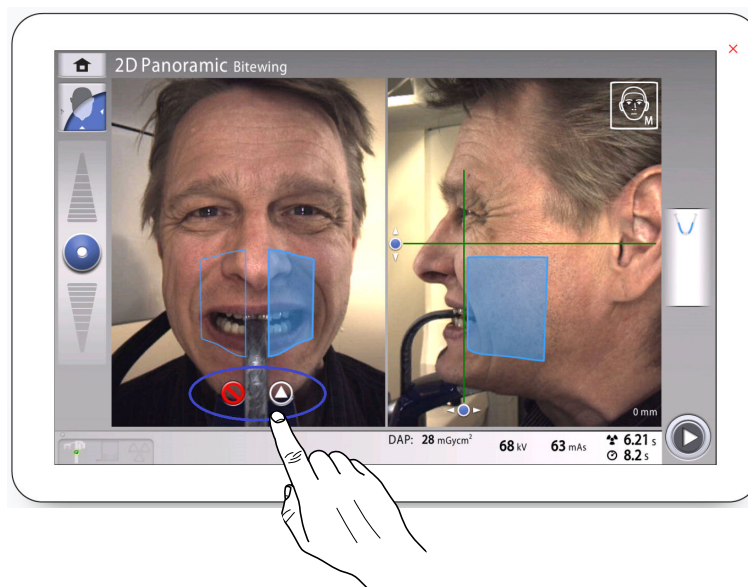 2D Panoramic Bitewing
M
0 mm
DAP: 28 mGycm² 68 kV 63 mAs 6.21 s
8.2 s